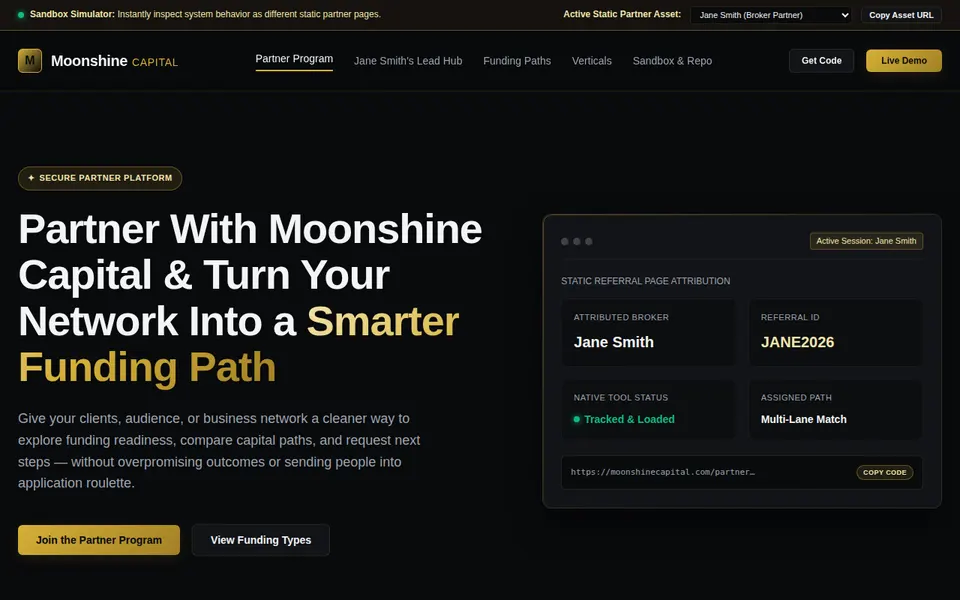 Sandbox Simulator: Instantly inspect system behavior as different static partner pages.
Active Static Partner Asset:
Jane Smith (Broker Partner)
Copy Asset URL
M
Moonshine CAPITAL
Partner Program
Jane Smith's Lead Hub
Funding Paths
Verticals
Sandbox & Repo
Get Code
Live Demo
✦ SECURE PARTNER PLATFORM
Partner With Moonshine
Capital & Turn Your
Network Into a Smarter
Funding Path
Give your clients, audience, or business network a cleaner way to
explore funding readiness, compare capital paths, and request next
steps — without overpromising outcomes or sending people into
application roulette.
Join the Partner Program
View Funding Types
Active Session: Jane Smith
STATIC REFERRAL PAGE ATTRIBUTION
ATTRIBUTED BROKER
Jane Smith
REFERRAL ID
JANE2026
NATIVE TOOL STATUS
Tracked & Loaded
ASSIGNED PATH
Multi-Lane Match
https://moonshinecapital.com/partner…
COPY CODE